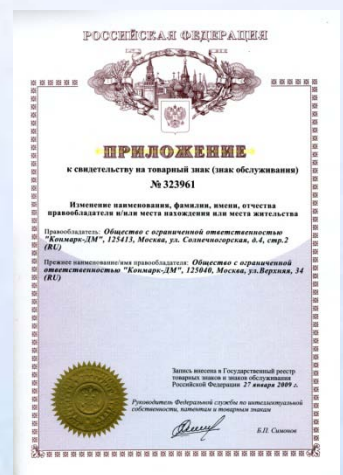 РОССИЙСКАЯ ФЕДЕРАЦИЯ
ПРИЛОЖЕНИЕ
к свидетельству на товарный знак (знак обслуживания)
№ 323961
Изменение наименования, фамилии, имени, отчества
правообладателя и/или места нахождения или места жительства
Правообладатель: Общество с ограниченной ответственностью
"Конмарк-ДМ", 125413, Москва, ул. Солнечногорская, д.4, стр.2
(RU)
Прежнее наименование/имя правообладателя: Общество с ограниченной
ответственностью "Конмарк-ДМ", 125040, Москва, ул.Верхняя, 34
(RU)
Запись внесена в Государственный реестр
товарных знаков и знаков обслуживания
Российской Федерации 27 января 2009 г.
Руководитель Федеральной службы по интеллектуальной
собственности, патентам и товарным знакам
Б.П. Симонов